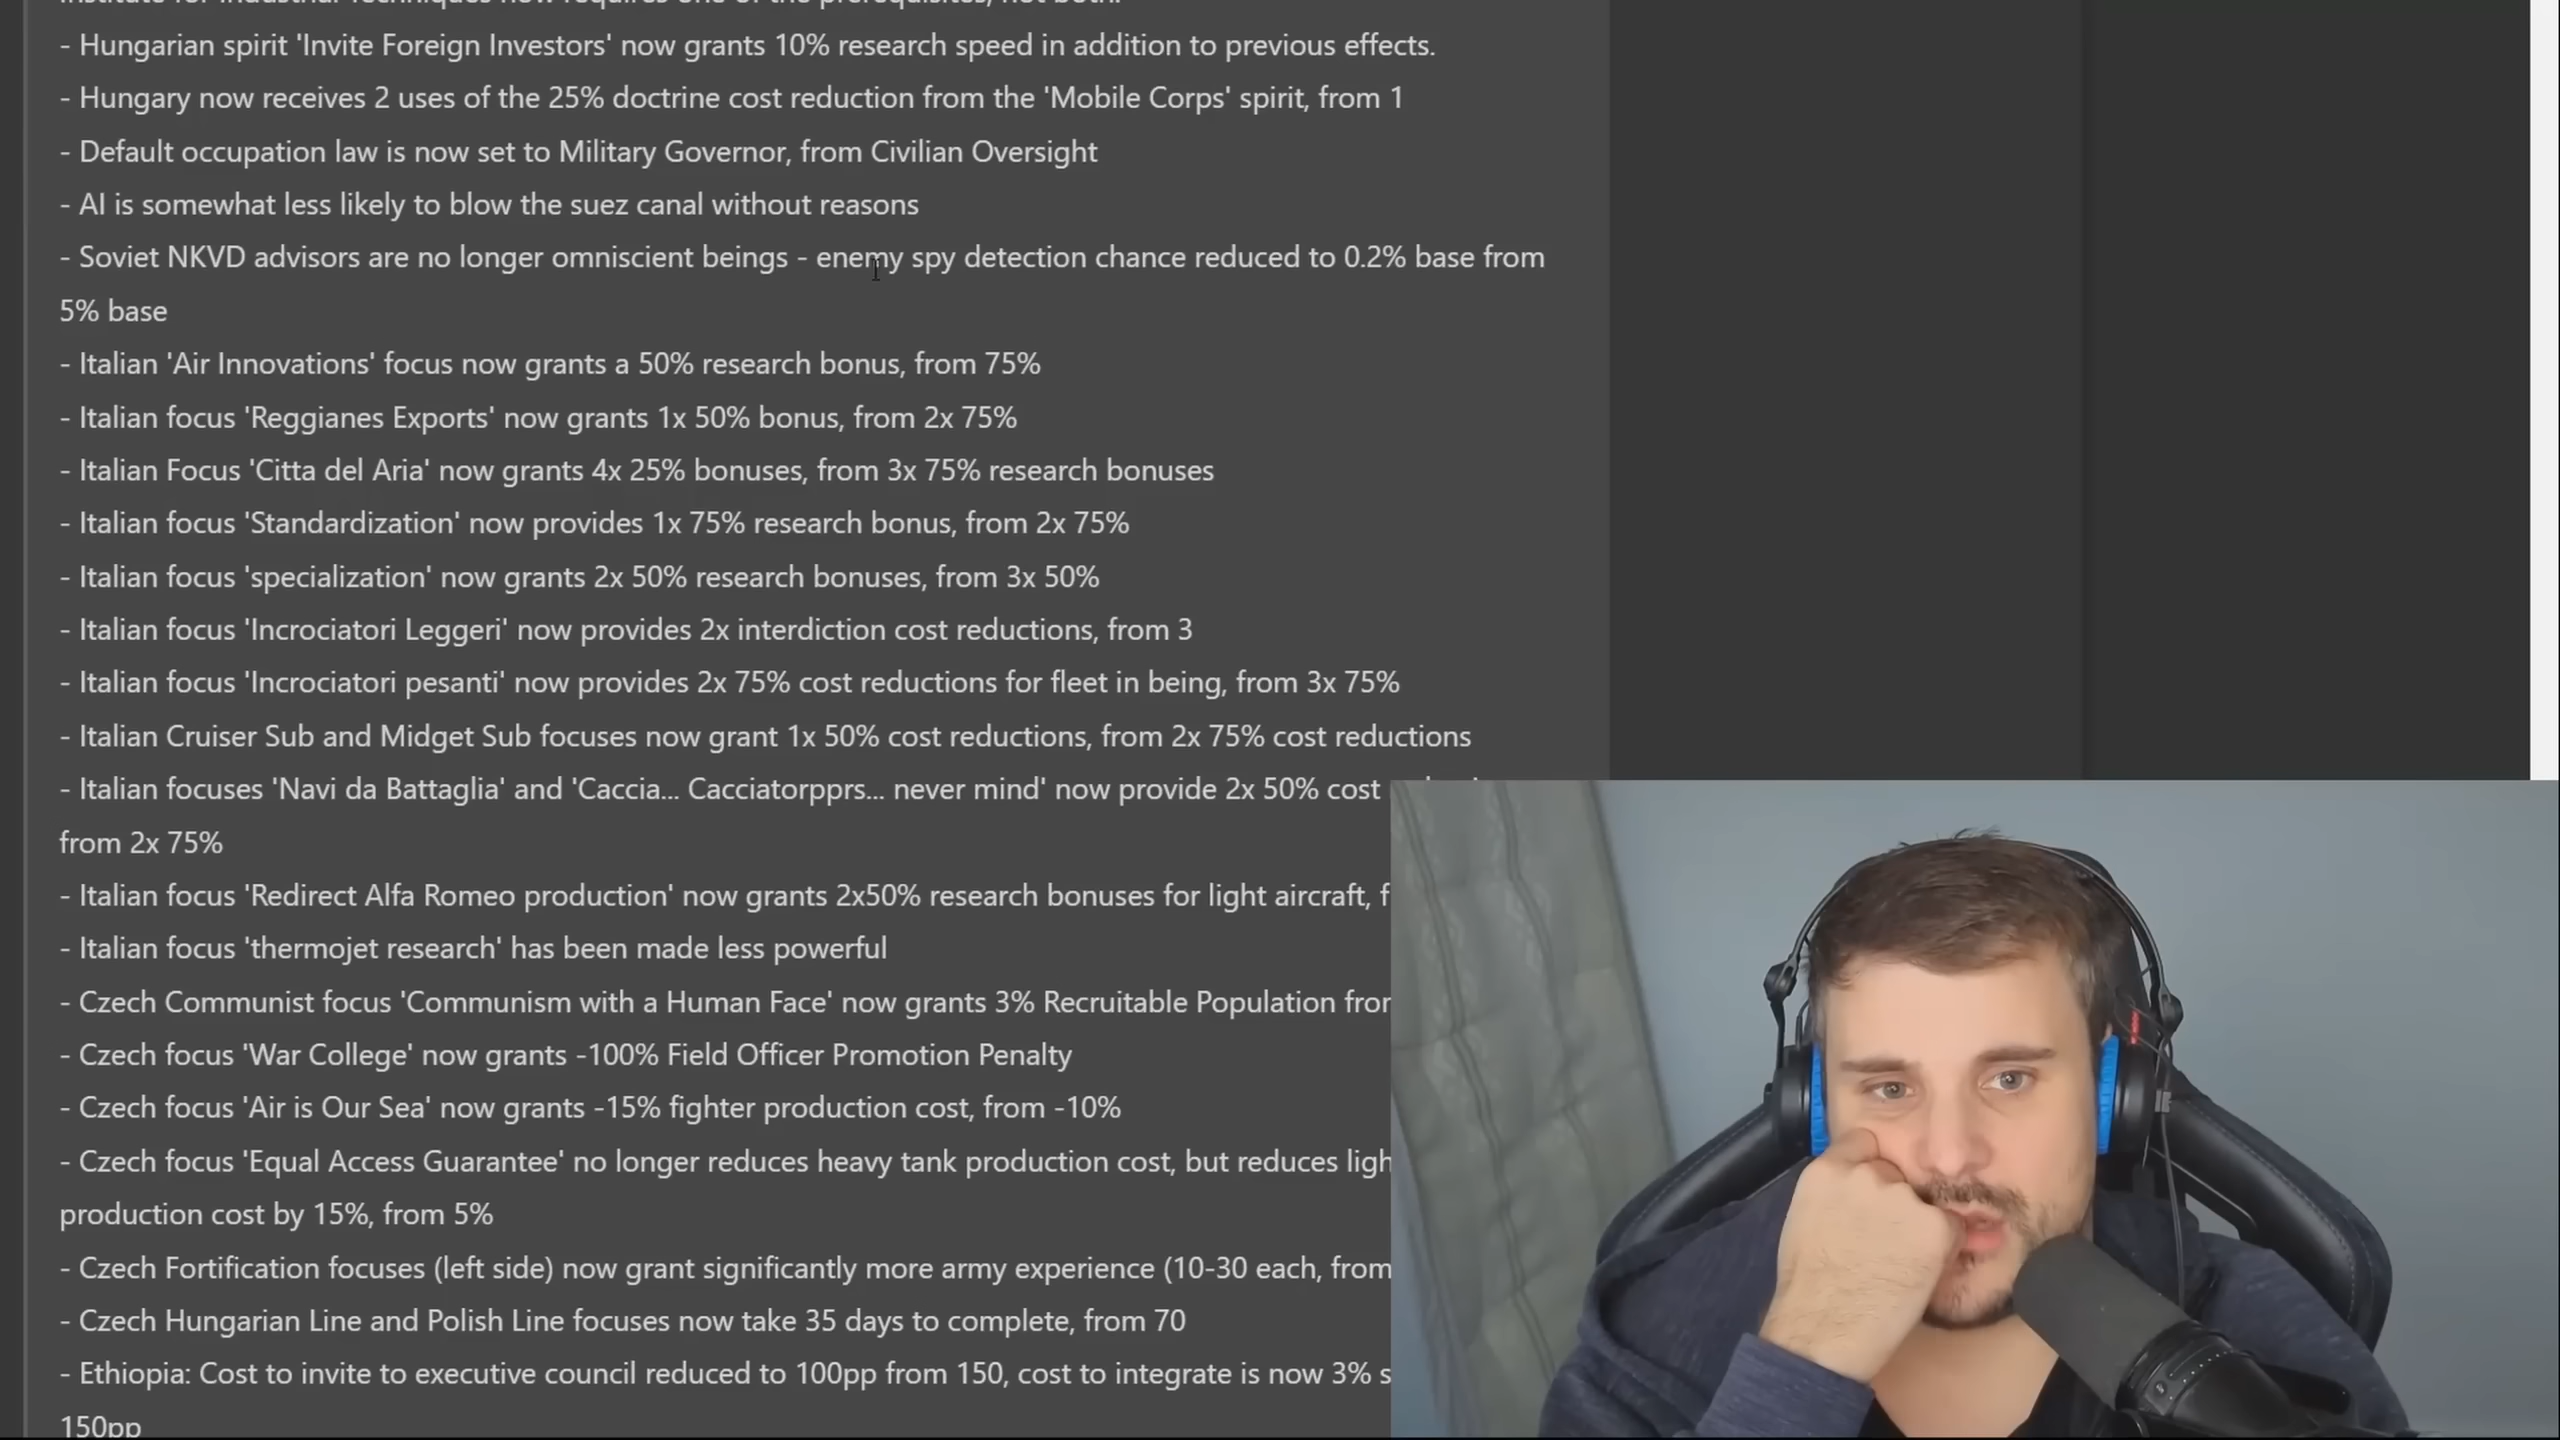 Institute for Industrial Techniques now requires one of the prerequisites, not both.
- Hungarian spirit 'Invite Foreign Investors' now grants 10% research speed in addition to previous effects.
- Hungary now receives 2 uses of the 25% doctrine cost reduction from the 'Mobile Corps' spirit, from 1
- Default occupation law is now set to Military Governor, from Civilian Oversight
- AI is somewhat less likely to blow the suez canal without reasons
- Soviet NKVD advisors are no longer omniscient beings - enemy spy detection chance reduced to 0.2% base from
5% base
- Italian 'Air Innovations' focus now grants a 50% research bonus, from 75%
- Italian focus 'Reggianes Exports' now grants 1x 50% bonus, from 2x 75%
- Italian Focus 'Citta del Aria' now grants 4x 25% bonuses, from 3x 75% research bonuses
- Italian focus 'Standardization' now provides 1x 75% research bonus, from 2x 75%
- Italian focus 'specialization' now grants 2x 50% research bonuses, from 3x 50%
- Italian focus 'Incrociatori Leggeri' now provides 2x interdiction cost reductions, from 3
- Italian focus 'Incrociatori pesanti' now provides 2x 75% cost reductions for fleet in being, from 3x 75%
- Italian Cruiser Sub and Midget Sub focuses now grant 1x 50% cost reductions, from 2x 75% cost reductions
- Italian focuses 'Navi da Battaglia' and 'Caccia... Cacciatorpprs... never mind' now provide 2x 50% cost
from 2x 75%
- Italian focus 'Redirect Alfa Romeo production' now grants 2x50% research bonuses for light aircraft, f
- Italian focus 'thermojet research' has been made less powerful
- Czech Communist focus 'Communism with a Human Face' now grants 3% Recruitable Population fro
- Czech focus 'War College' now grants -100% Field Officer Promotion Penalty
- Czech focus 'Air is Our Sea' now grants -15% fighter production cost, from -10%
- Czech focus 'Equal Access Guarantee' no longer reduces heavy tank production cost, but reduces ligh
production cost by 15%, from 5%
- Czech Fortification focuses (left side) now grant significantly more army experience (10-30 each, from
- Czech Hungarian Line and Polish Line focuses now take 35 days to complete, from 70
- Ethiopia: Cost to invite to executive council reduced to 100pp from 150, cost to integrate is now 3% s
150pp